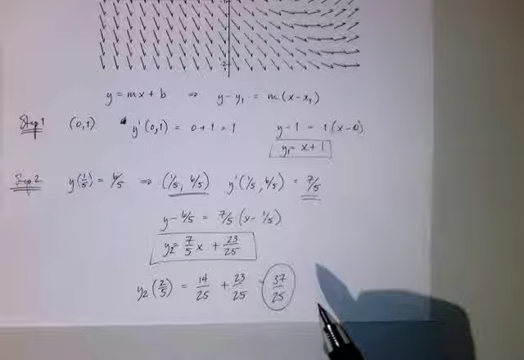 y = mx + b ⇒ y - y₁ = m(x - x₁)
Step 1 (0,1) y'(0,1) = 0 + 1 = 1 y - 1 = 1(x - 0)
y₁ = x + 1
Step 2 y(1/5) = 6/5 ⇒ (1/5, 6/5) y'(1/5, 6/5) = 7/5
y - 6/5 = 7/5 (x - 1/5)
y₂ = 7/5 x + 23/25
y₂(2/5) = 14/25 + 23/25 = 37/25